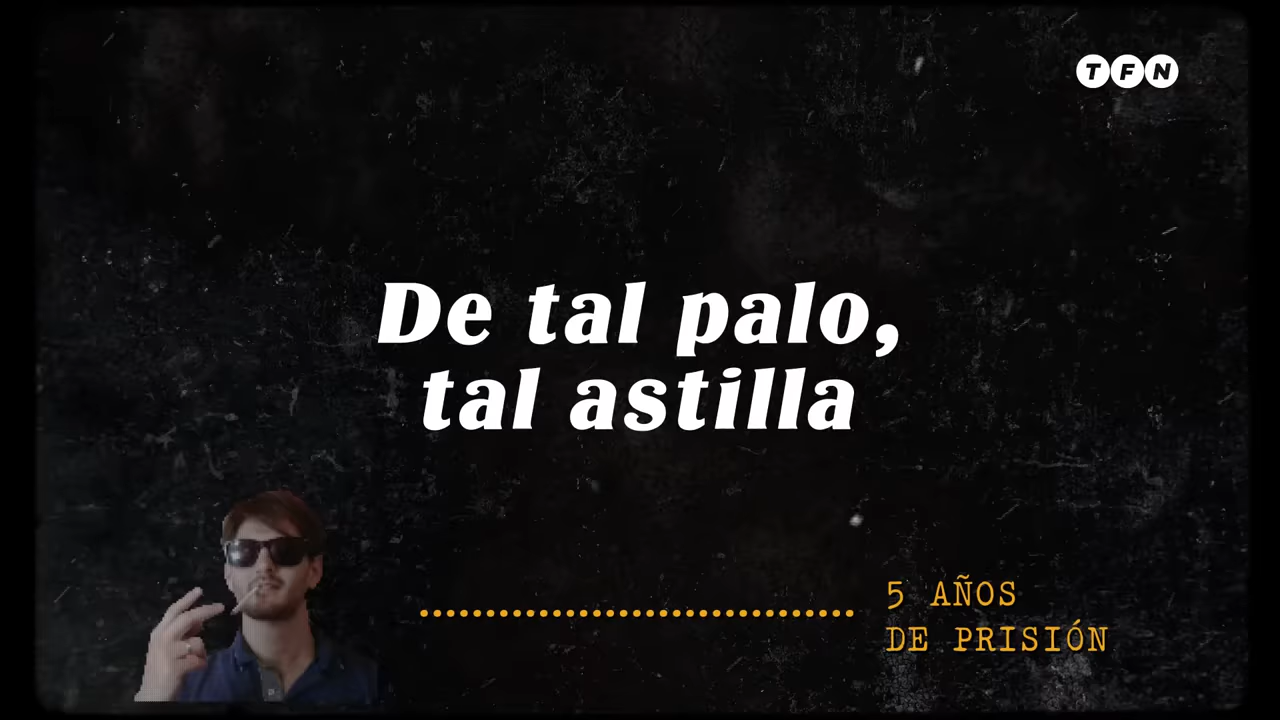 TFN
De tal palo,
tal astilla
5 AÑOS
DE PRISIÓN